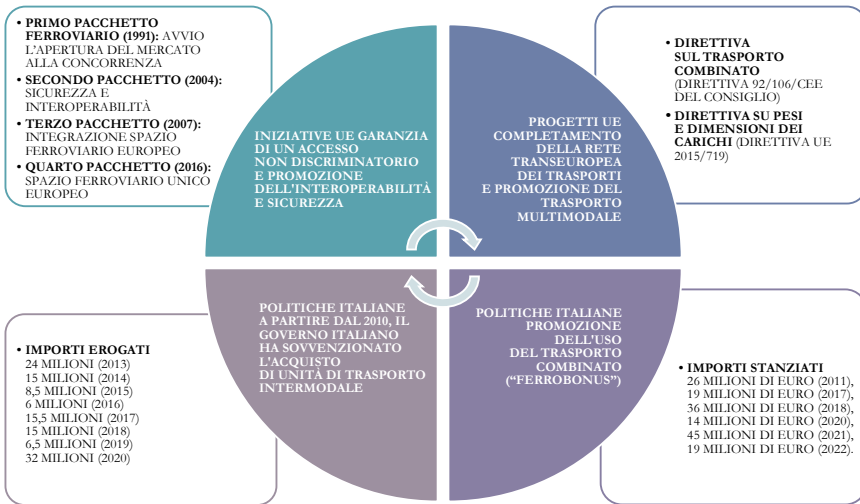 • PRIMO PACCHETTO
FERROVIARIO (1991): AVVIO
L'APERTURA DEL MERCATO
ALLA CONCORRENZA
• SECONDO PACCHETTO (2004):
SICUREZZA E
INTEROPERABILITÀ
• TERZO PACCHETTO (2007):
INTEGRAZIONE SPAZIO
FERROVIARIO EUROPEO
• QUARTO PACCHETTO (2016):
SPAZIO FERROVIARIO UNICO
EUROPEO
INIZIATIVE UE GARANZIA
DI UN ACCESSO
NON DISCRIMINATORIO
E PROMOZIONE
DELL'INTEROPERABILITÀ
E SICUREZZA
PROGETTI UE
COMPLETAMENTO
DELLA RETE
TRANSEUROPEA
DEI TRASPORTI
E PROMOZIONE DEL
TRASPORTO
MULTIMODALE
• DIRETTIVA
SUL TRASPORTO
COMBINATO
(DIRETTIVA 92/106/CEE
DEL CONSIGLIO)
• DIRETTIVA SU PESI
E DIMENSIONI DEI
CARICHI (DIRETTIVA UE
2015/719)
• IMPORTI EROGATI
24 MILIONI (2013)
15 MILIONI (2014)
8,5 MILIONI (2015)
6 MILIONI (2016)
15,5 MILIONI (2017)
15 MILIONI (2018)
6,5 MILIONI (2019)
32 MILIONI (2020)
POLITICHE ITALIANE
A PARTIRE DAL 2010, IL
GOVERNO ITALIANO
HA SOVVENZIONATO
L'ACQUISTO
DI UNITÀ DI TRASPORTO
INTERMODALE
POLITICHE ITALIANE
PROMOZIONE
DELL'USO
DEL TRASPORTO
COMBINATO
("FERROBONUS")
• IMPORTI STANZIATI
26 MILIONI DI EURO (2011),
19 MILIONI DI EURO (2017),
36 MILIONI DI EURO (2018),
14 MILIONI DI EURO (2020),
45 MILIONI DI EURO (2021),
19 MILIONI DI EURO (2022).